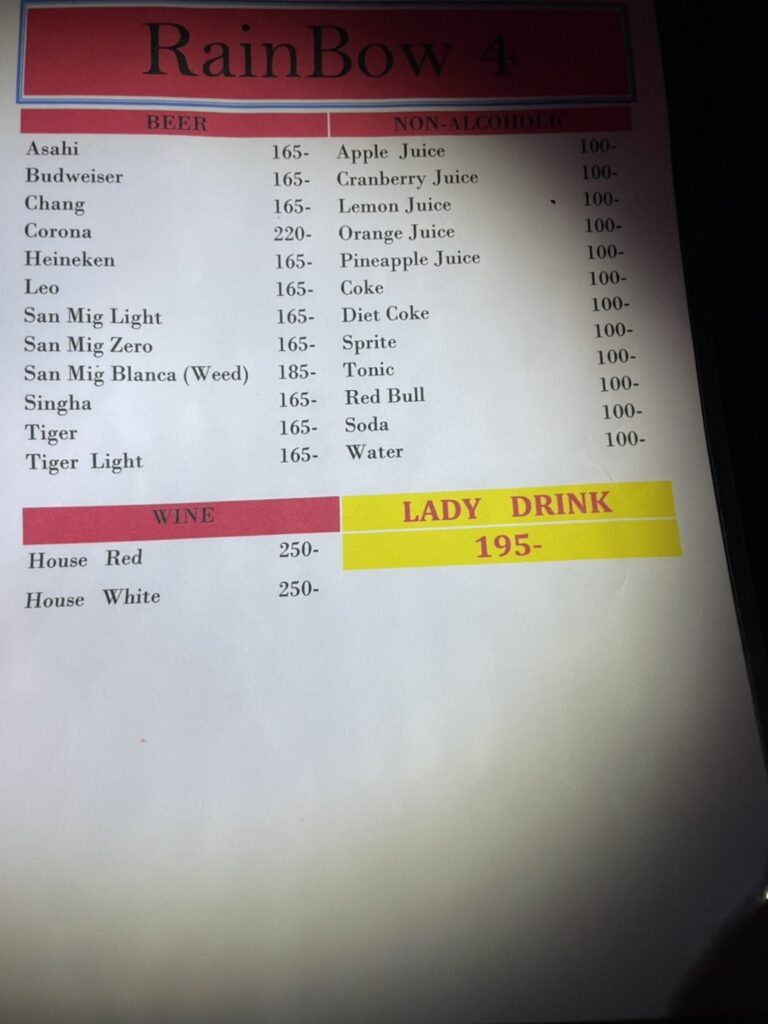 RainBow 4
BEER
Asahi 165-
Budweiser 165-
Chang 165-
Corona 220-
Heineken 165-
Leo 165-
San Mig Light 165-
San Mig Zero 165-
San Mig Blanca (Weed) 185-
Singha 165-
Tiger 165-
Tiger Light 165-
NON-ALCOHOLIC
Apple Juice 100-
Cranberry Juice 100-
Lemon Juice 100-
Orange Juice 100-
Pineapple Juice 100-
Coke 100-
Diet Coke 100-
Sprite 100-
Tonic 100-
Red Bull 100-
Soda 100-
Water 100-
WINE
House Red 250-
House White 250-
LADY DRINK
195-